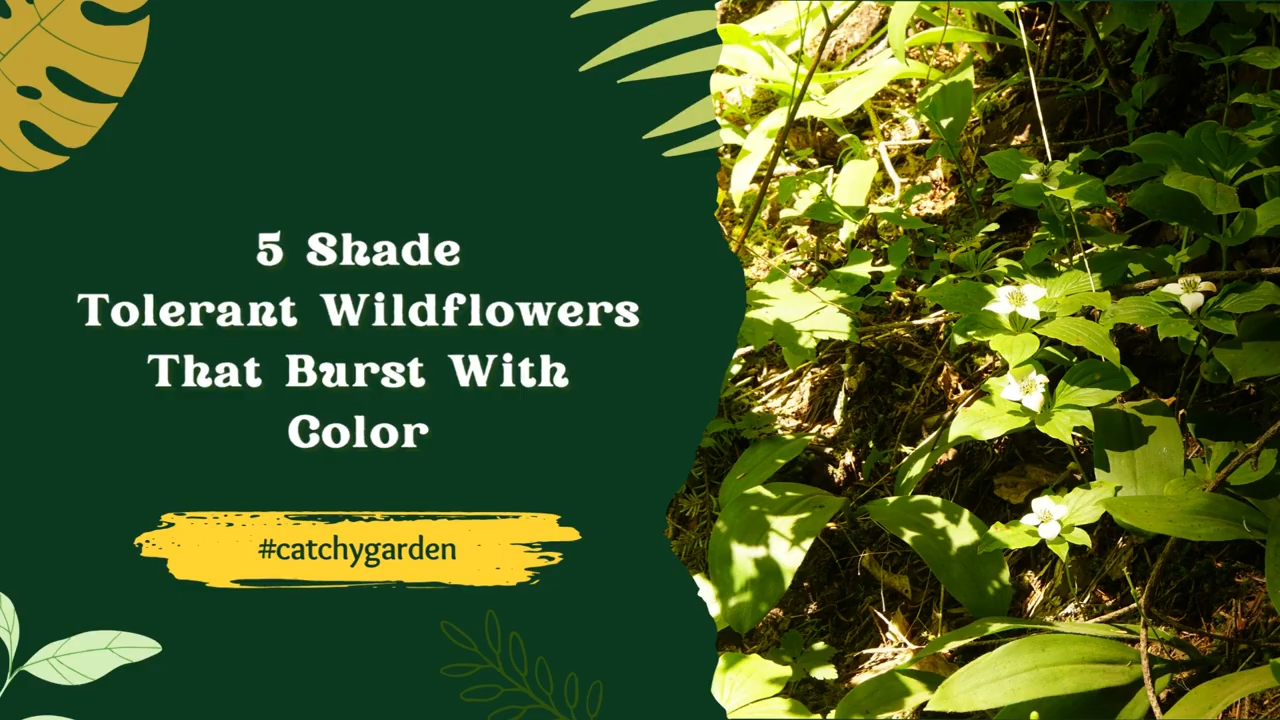 5 Shade
Tolerant Wildflowers
That Burst With
Color
#catchygarden